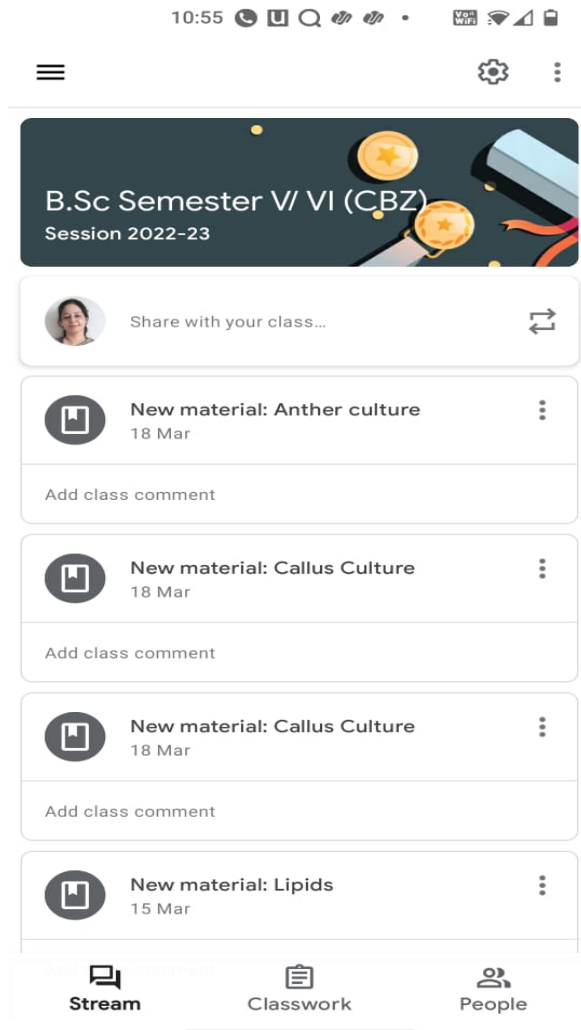 10:55
Vo))
WiFi
B.Sc Semester V/ VI (CBZ)
Session 2022-23
Share with your class...
New material: Anther culture
18 Mar
Add class comment
New material: Callus Culture
18 Mar
Add class comment
New material: Callus Culture
18 Mar
Add class comment
New material: Lipids
15 Mar
Stream
Classwork
People